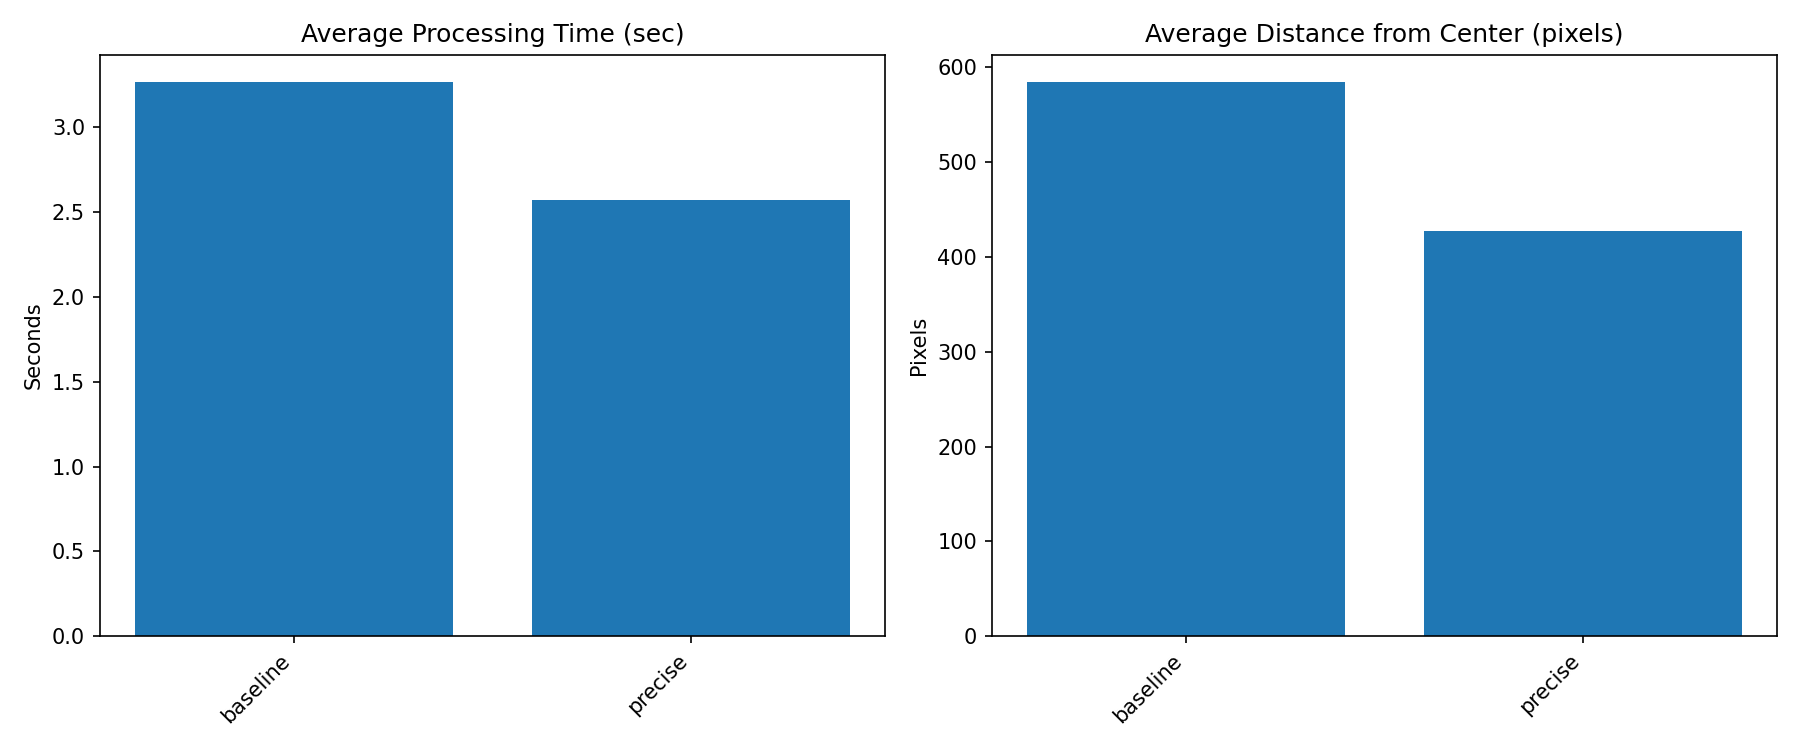 Average Processing Time (sec)
Seconds
3.0
2.5
2.0
1.5
1.0
0.5
0.0
baseline
precise
Average Distance from Center (pixels)
Pixels
600
500
400
300
200
100
0
baseline
precise